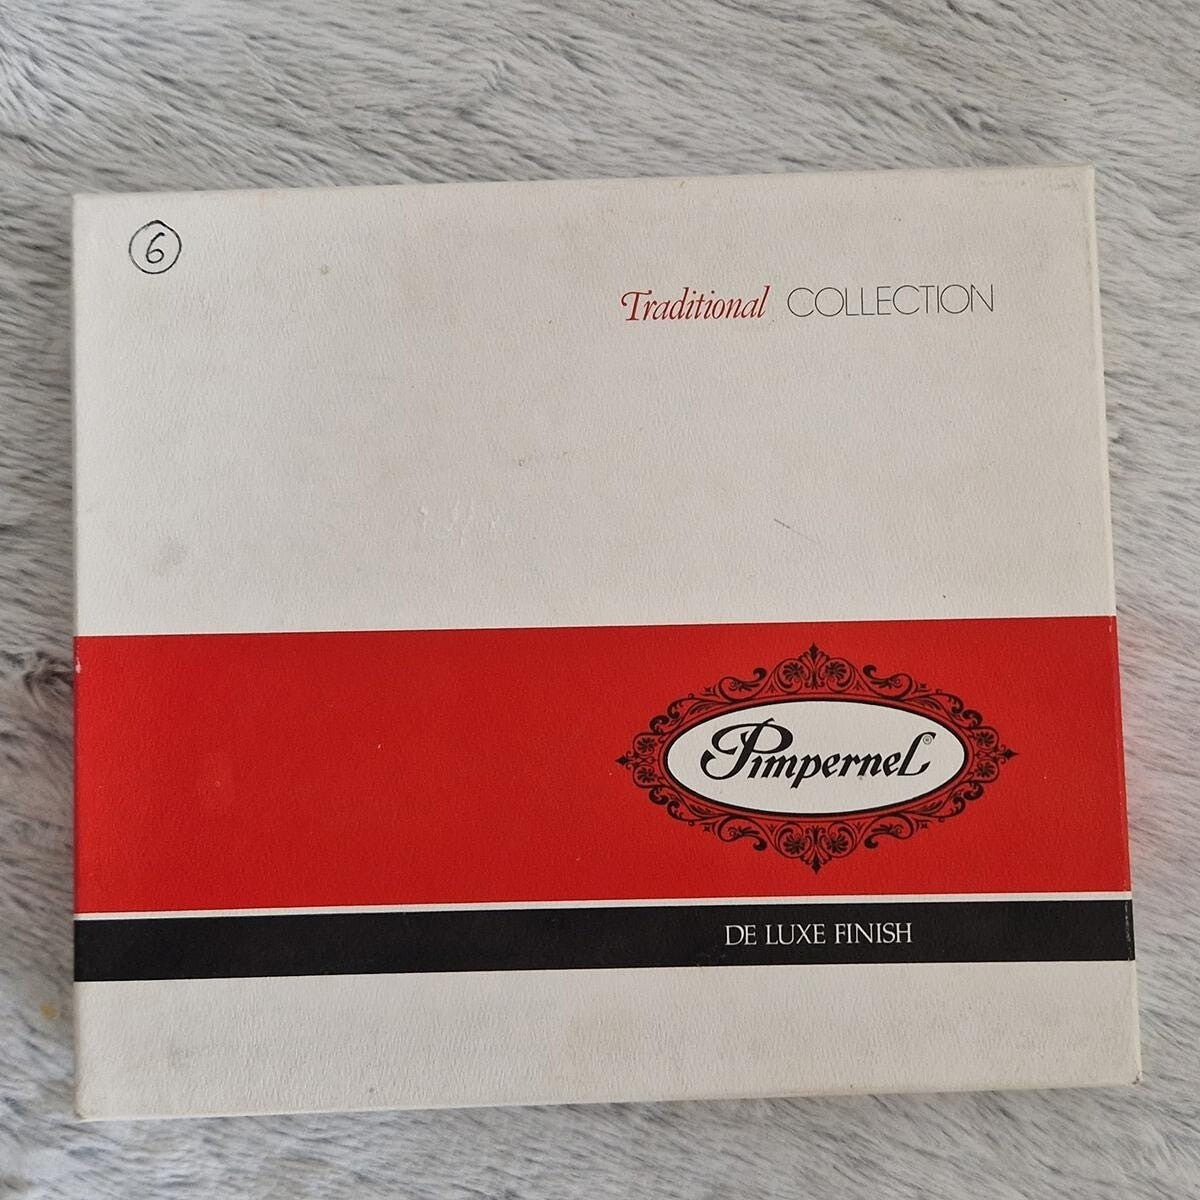 6
Traditional COLLECTION
Pimpernel®
DE LUXE FINISH